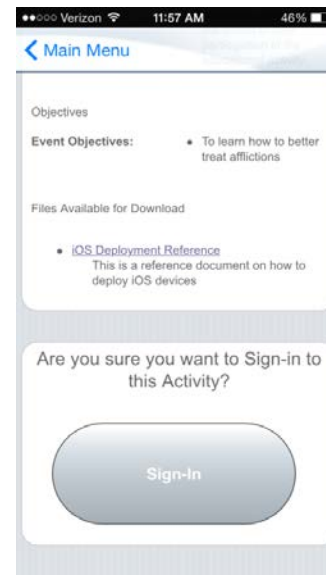 Verizon 11:57 AM 46%
Main Menu
Objectives
Event Objectives: • To learn how to better
treat afflictions
Files Available for Download
• iOS Deployment Reference
This is a reference document on how to
deploy iOS devices
Are you sure you want to Sign-in to
this Activity?
Sign-In